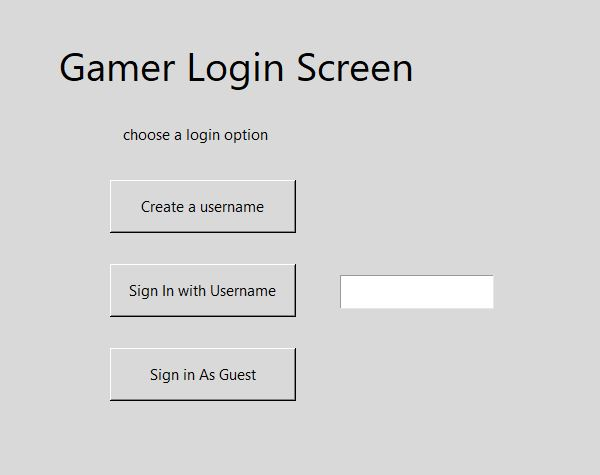 Gamer Login Screen
choose a login option
Create a username
Sign In with Username
Sign in As Guest